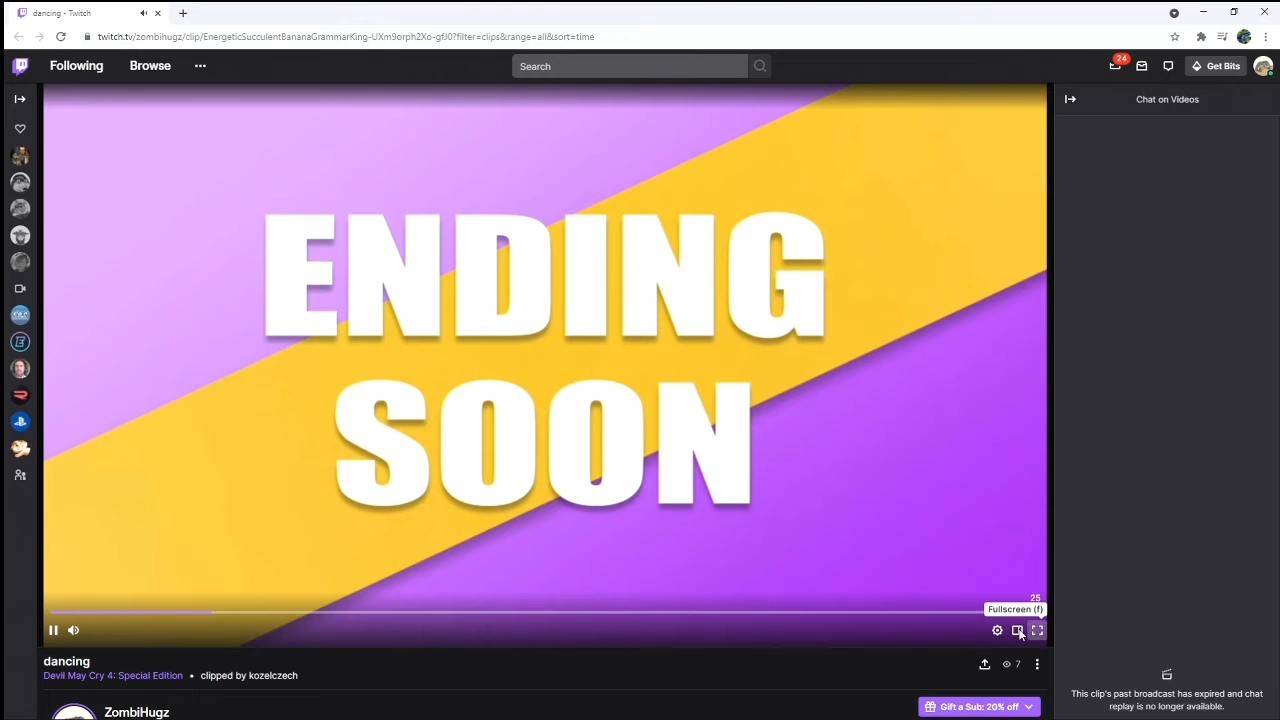 dancing - Twitch
twitch.tv/zombihugz/clip/EnergeticSucculentBananaGrammarKing-UXm9orph2Xo-gfJ0?filter=clips&range=all&sort=time
Following
Browse
Search
24
Get Bits
Chat on Videos
ENDING
SOON
25
Fullscreen (f)
dancing
7
Devil May Cry 4: Special Edition • clipped by kozelczech
This clip's past broadcast has expired and chat
replay is no longer available.
ZombiHugz
Gift a Sub: 20% off